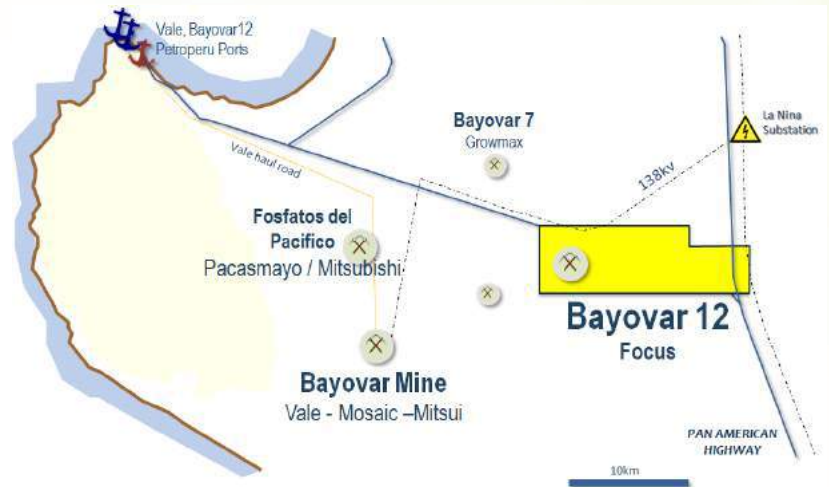 Vale, Bayovar12
Petroperu Ports
Bayovar 7
Growmax
La Nina
Substation
Vale haul road
138kv
Fosfatos del
Pacifico
Pacasmayo / Mitsubishi
Bayovar 12
Focus
Bayovar Mine
Vale - Mosaic –Mitsui
PAN AMERICAN
HIGHWAY
10km